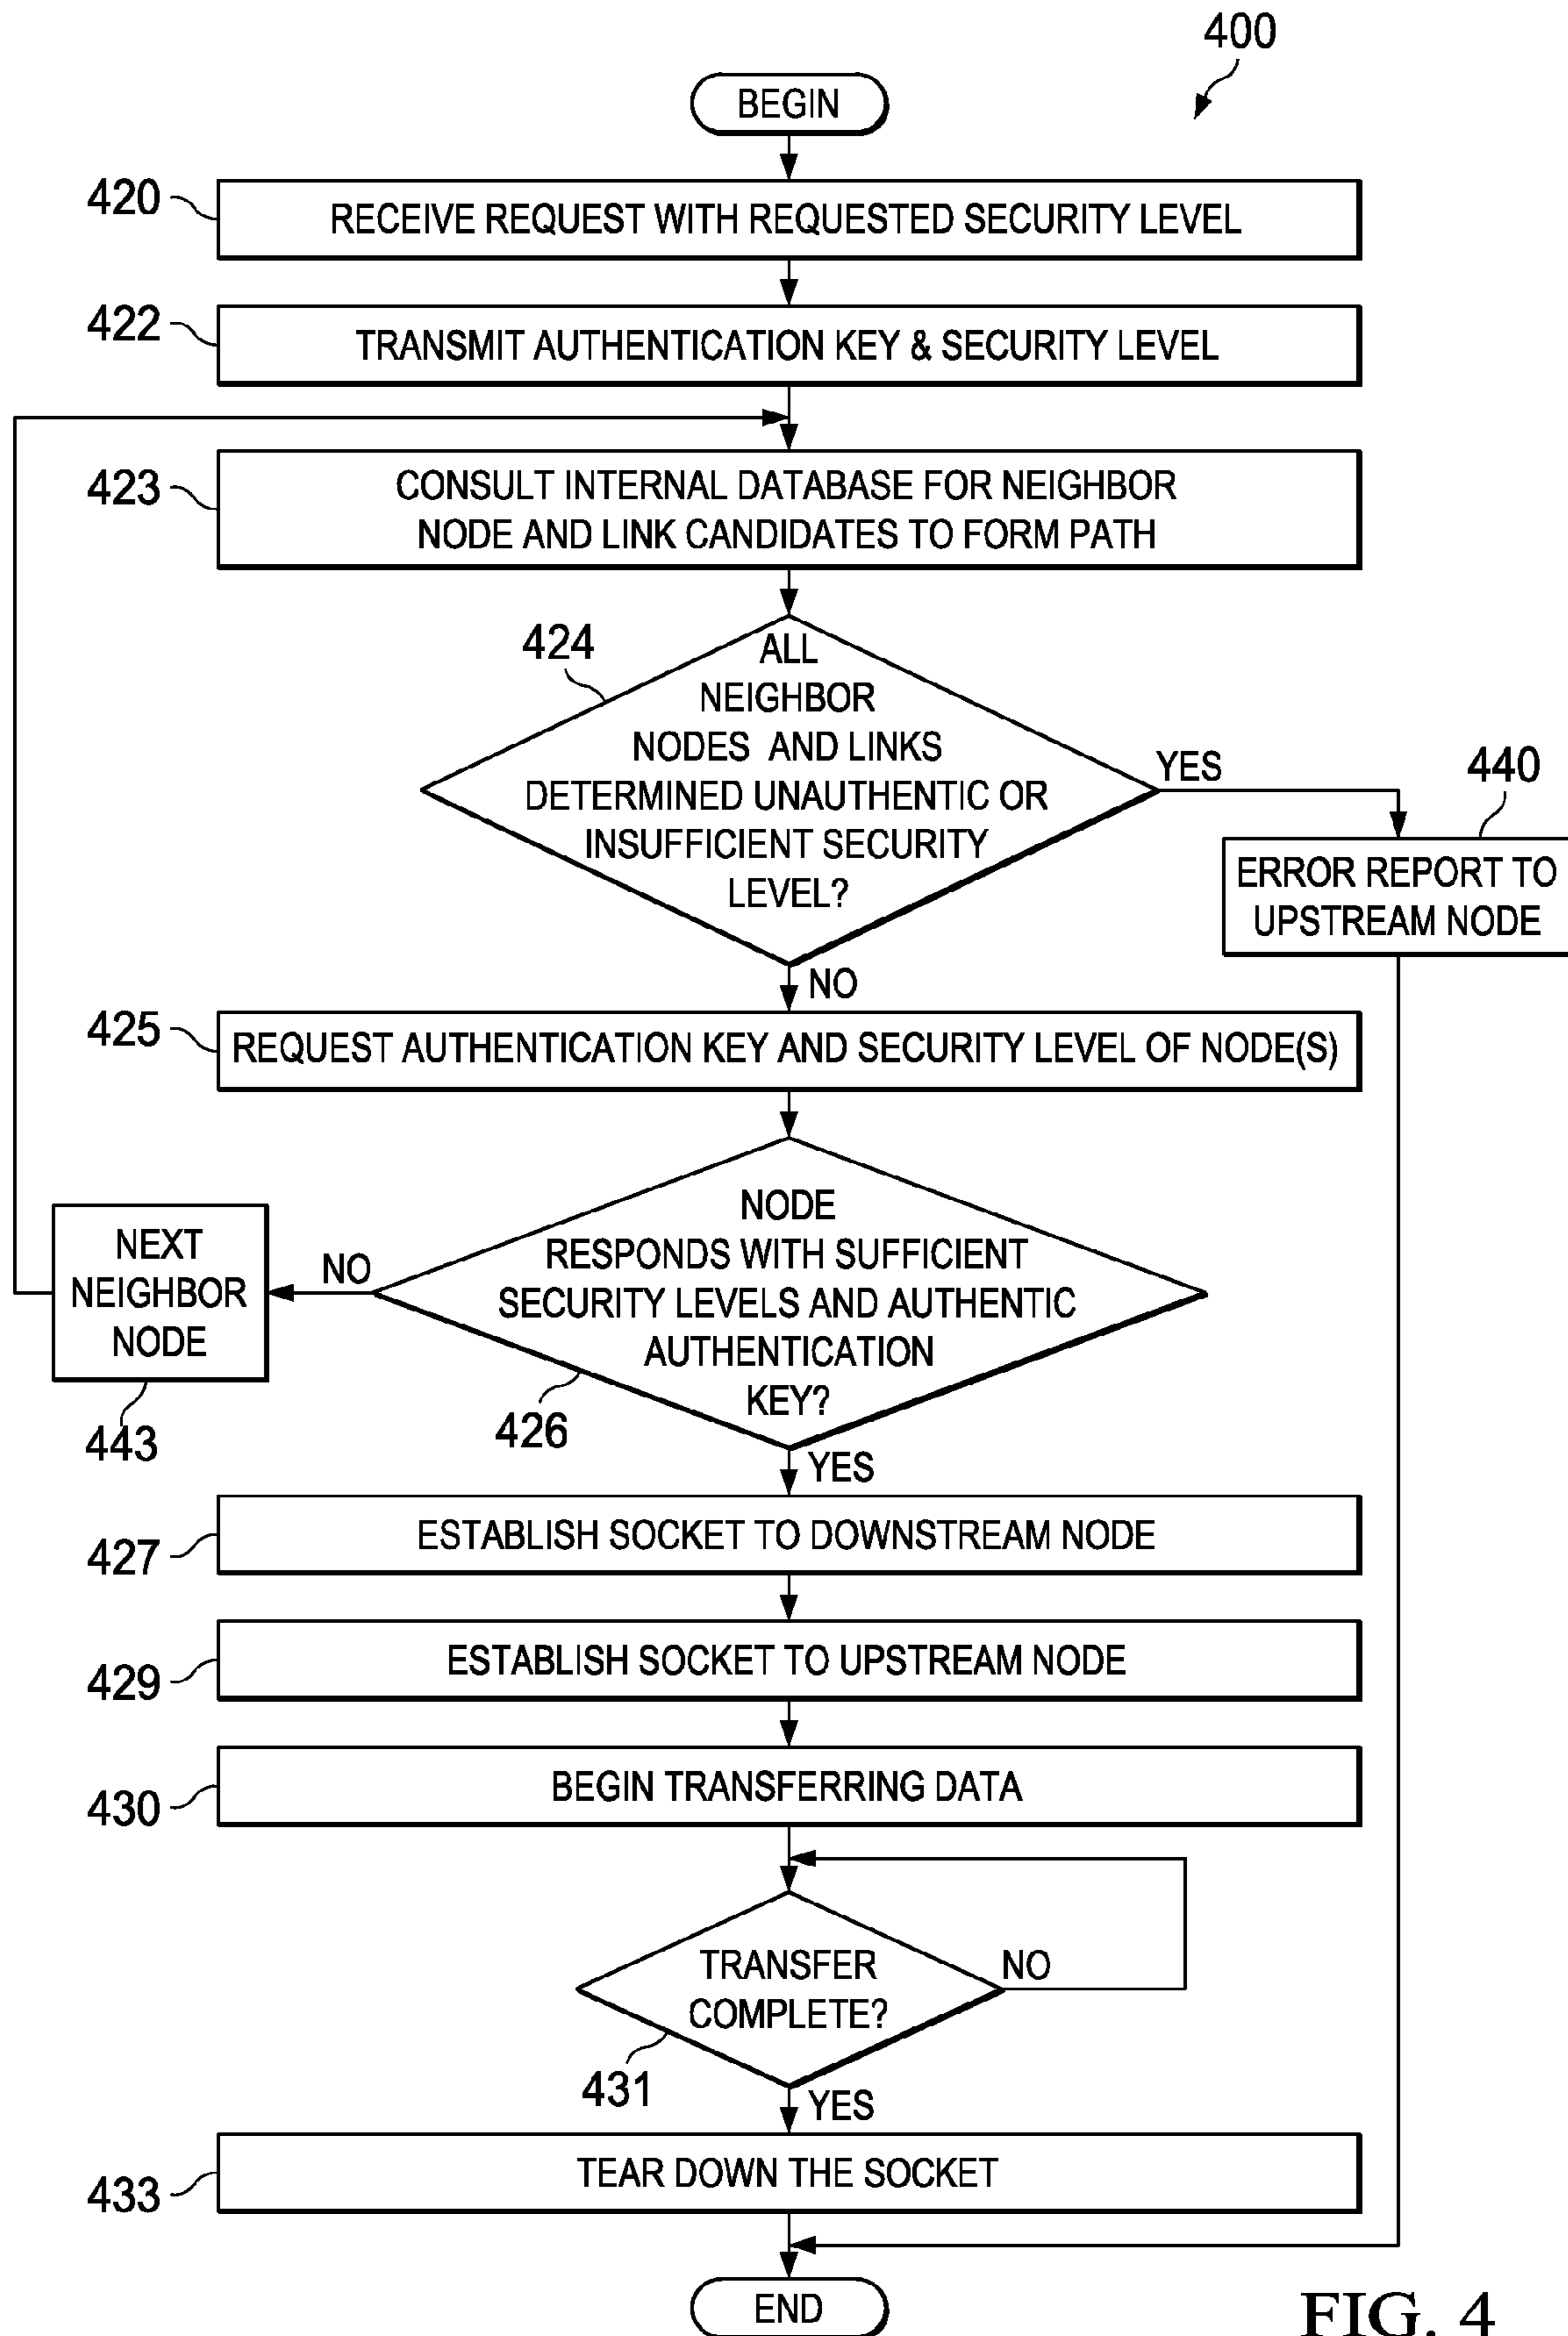 400
BEGIN
420
RECEIVE REQUEST WITH REQUESTED SECURITY LEVEL
422
TRANSMIT AUTHENTICATION KEY & SECURITY LEVEL
423
CONSULT INTERNAL DATABASE FOR NEIGHBOR
NODE AND LINK CANDIDATES TO FORM PATH
424
ALL
NEIGHBOR
NODES AND LINKS
DETERMINED UNAUTHENTIC OR
INSUFFICIENT SECURITY
LEVEL?
YES
440
ERROR REPORT TO
UPSTREAM NODE
NO
425
REQUEST AUTHENTICATION KEY AND SECURITY LEVEL OF NODE(S)
NODE
RESPONDS WITH SUFFICIENT
SECURITY LEVELS AND AUTHENTIC
AUTHENTICATION
KEY?
426
NO
NEXT
NEIGHBOR
NODE
443
YES
427
ESTABLISH SOCKET TO DOWNSTREAM NODE
429
ESTABLISH SOCKET TO UPSTREAM NODE
430
BEGIN TRANSFERRING DATA
TRANSFER
COMPLETE?
NO
431
YES
433
TEAR DOWN THE SOCKET
END
FIG. 4